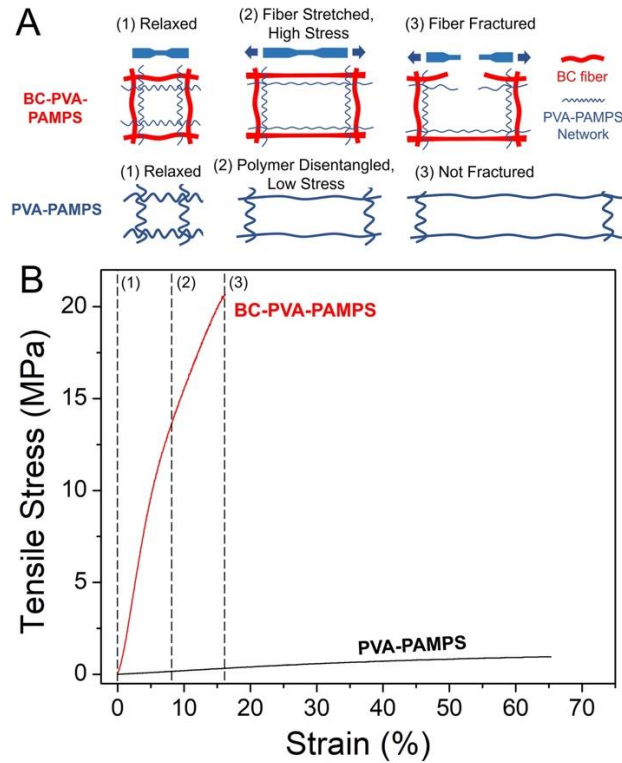 A
(1) Relaxed
(2) Fiber Stretched,
High Stress
(3) Fiber Fractured
BC-PVA-
PAMPS
BC fiber
PVA-PAMPS
Network
(1) Relaxed
(2) Polymer Disentangled,
Low Stress
(3) Not Fractured
PVA-PAMPS
B
(1)
(2)
(3)
BC-PVA-PAMPS
PVA-PAMPS
Tensile Stress (MPa)
20
15
10
5
0
0 10 20 30 40 50 60 70
Strain (%)